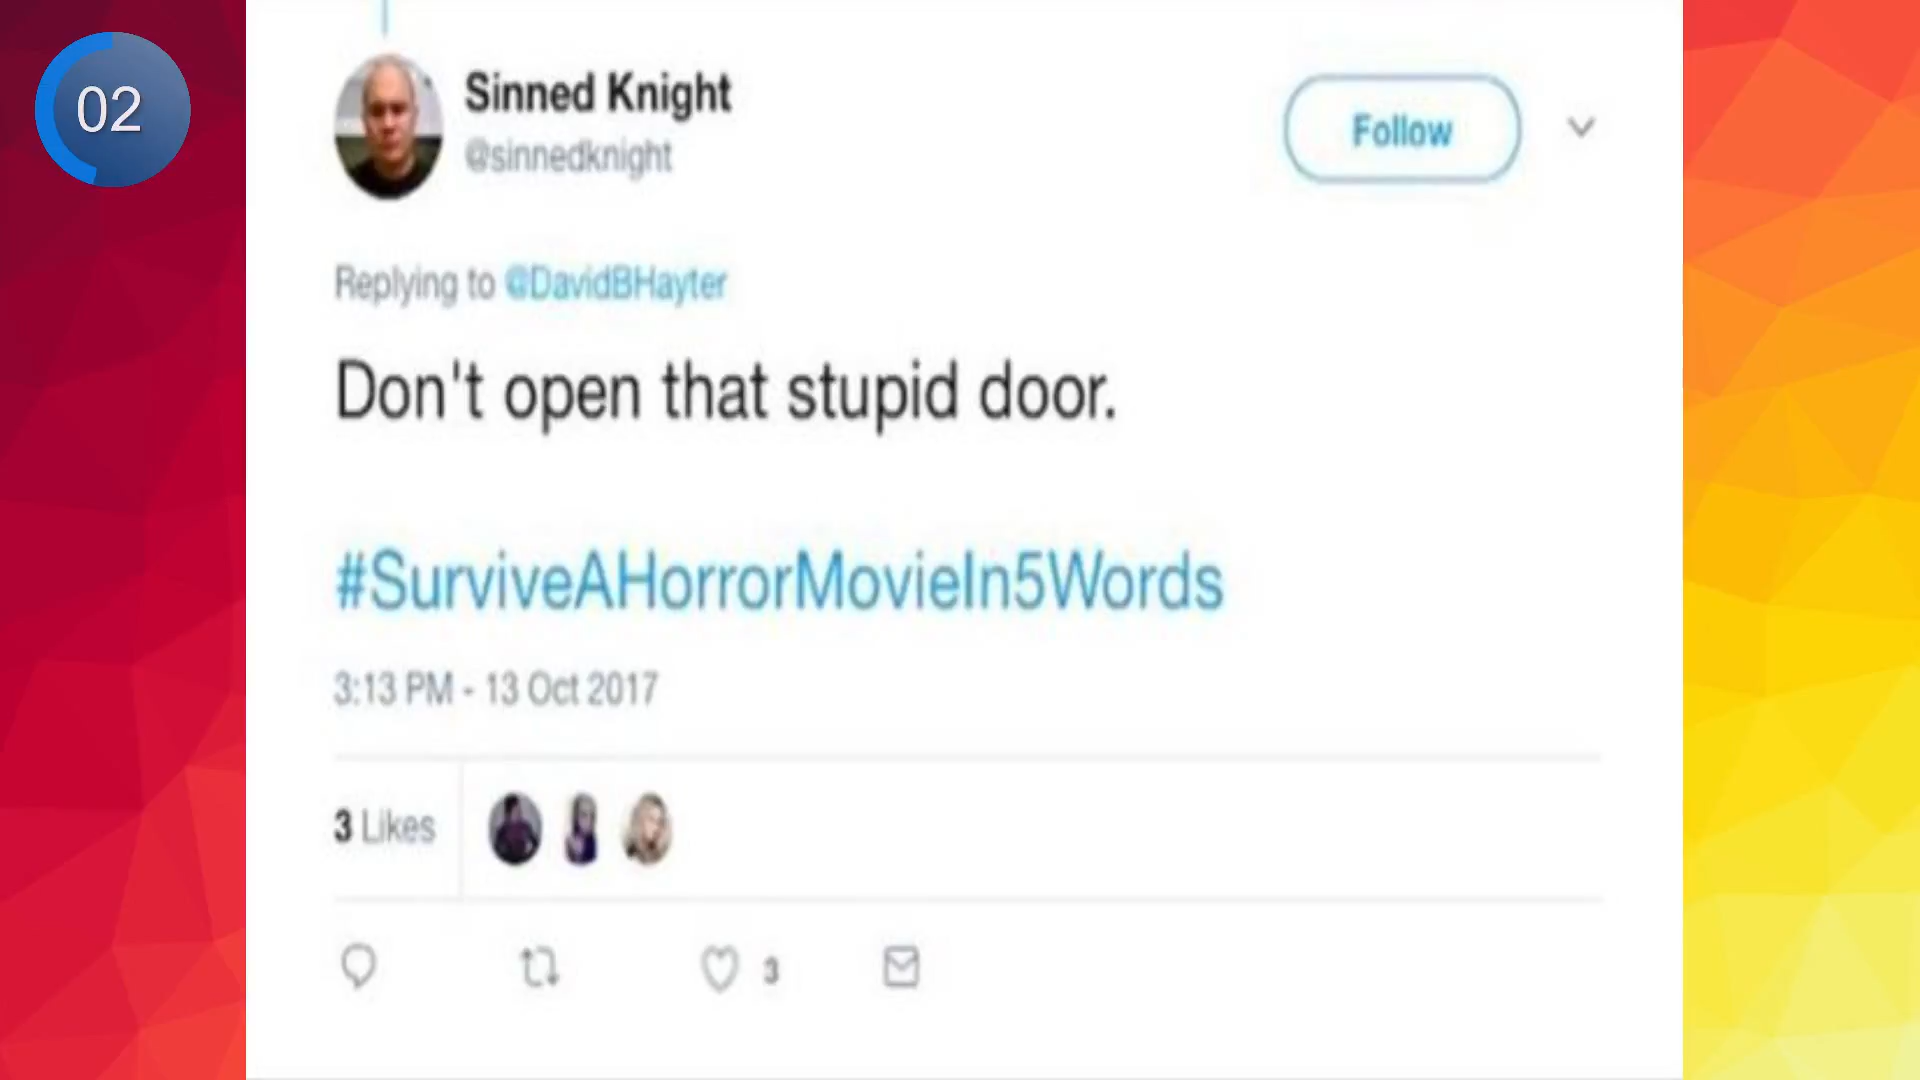 02
Sinned Knight
@sinnedknight
Follow
Replying to @DavidBHayter
Don't open that stupid door.
#SurviveAHorrorMovieIn5Words
3:13 PM - 13 Oct 2017
3 Likes
3